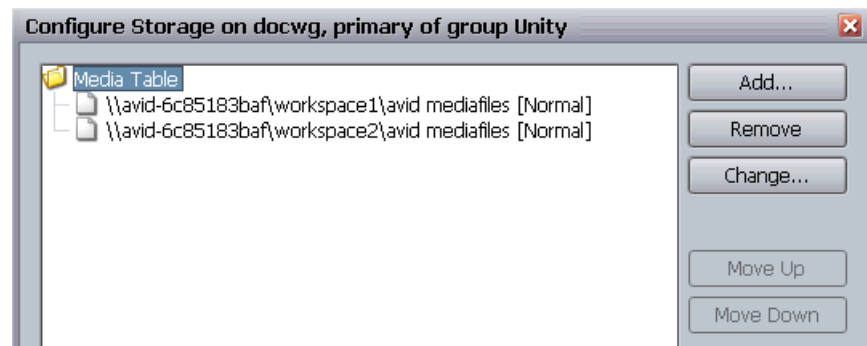 Configure Storage on docwg, primary of group Unity
Media Table
\\avid-6c85183baf\workspace1\avid mediafiles [Normal]
\\avid-6c85183baf\workspace2\avid mediafiles [Normal]
Add...
Remove
Change...
Move Up
Move Down